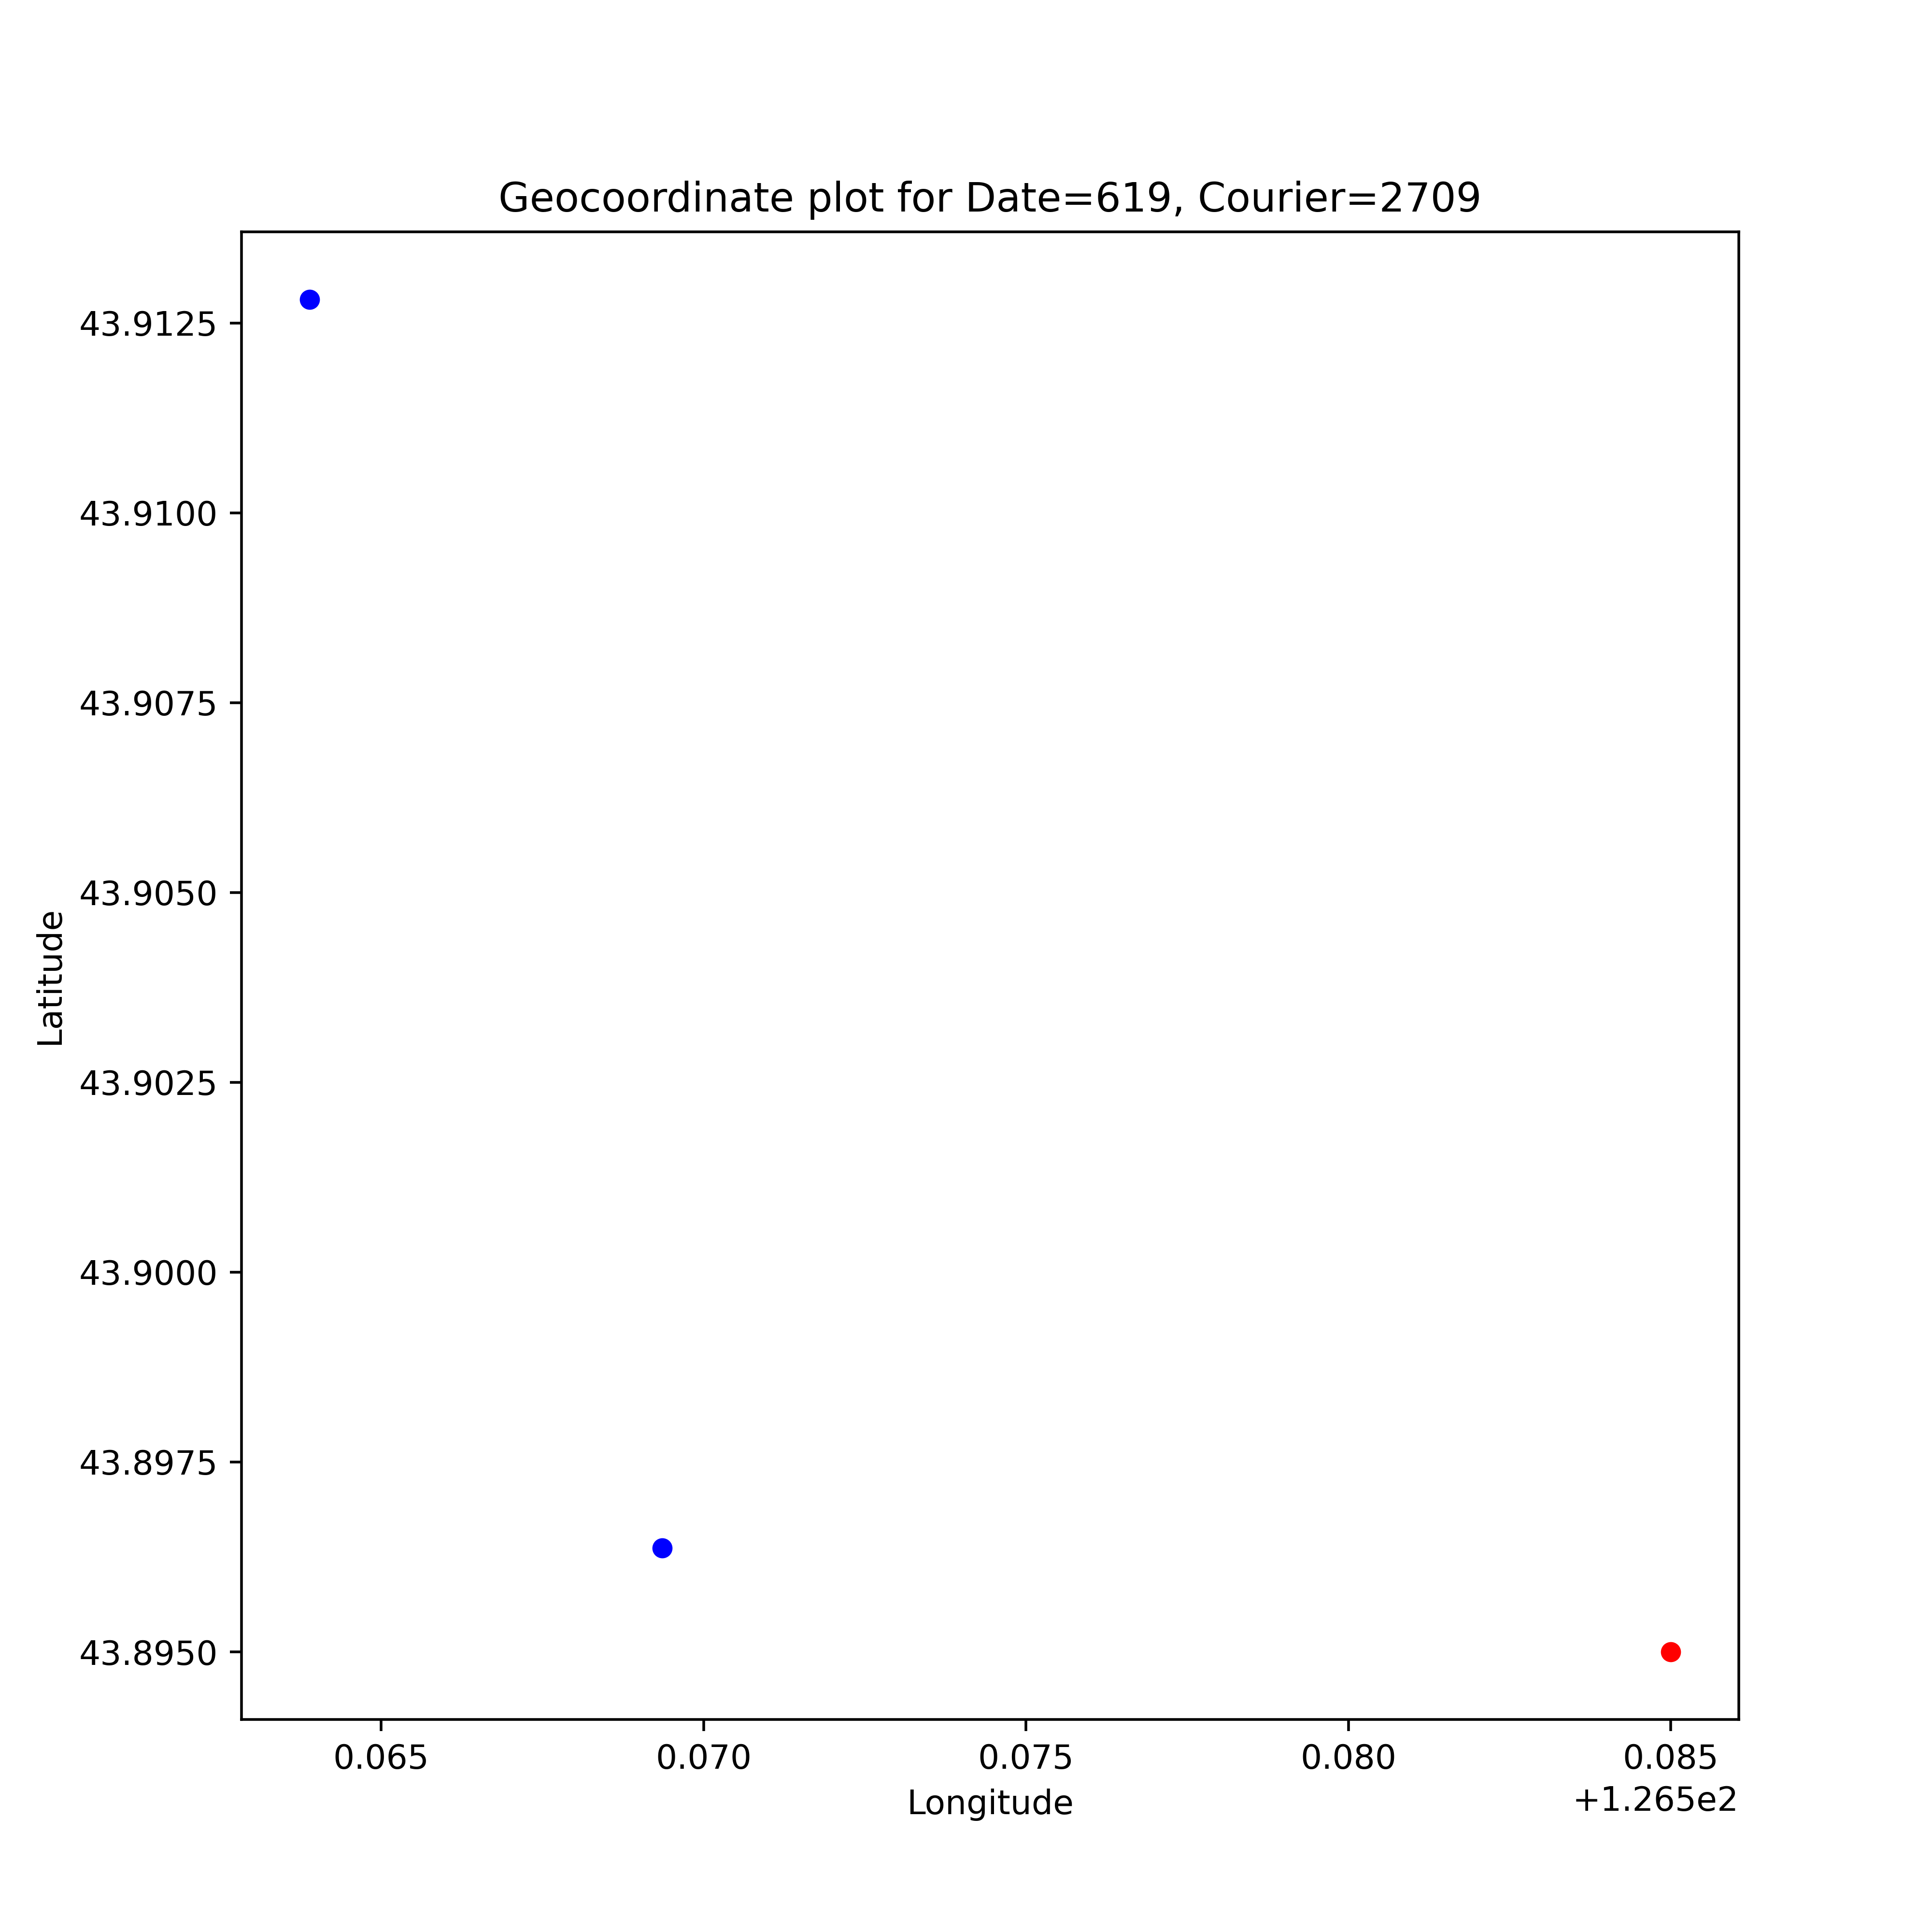 Geocoordinate plot for Date=619, Courier=2709
43.9125
43.9100
43.9075
43.9050
43.9025
43.9000
43.8975
43.8950
Latitude
0.065 0.070 0.075 0.080 0.085
Longitude
+1.265e2